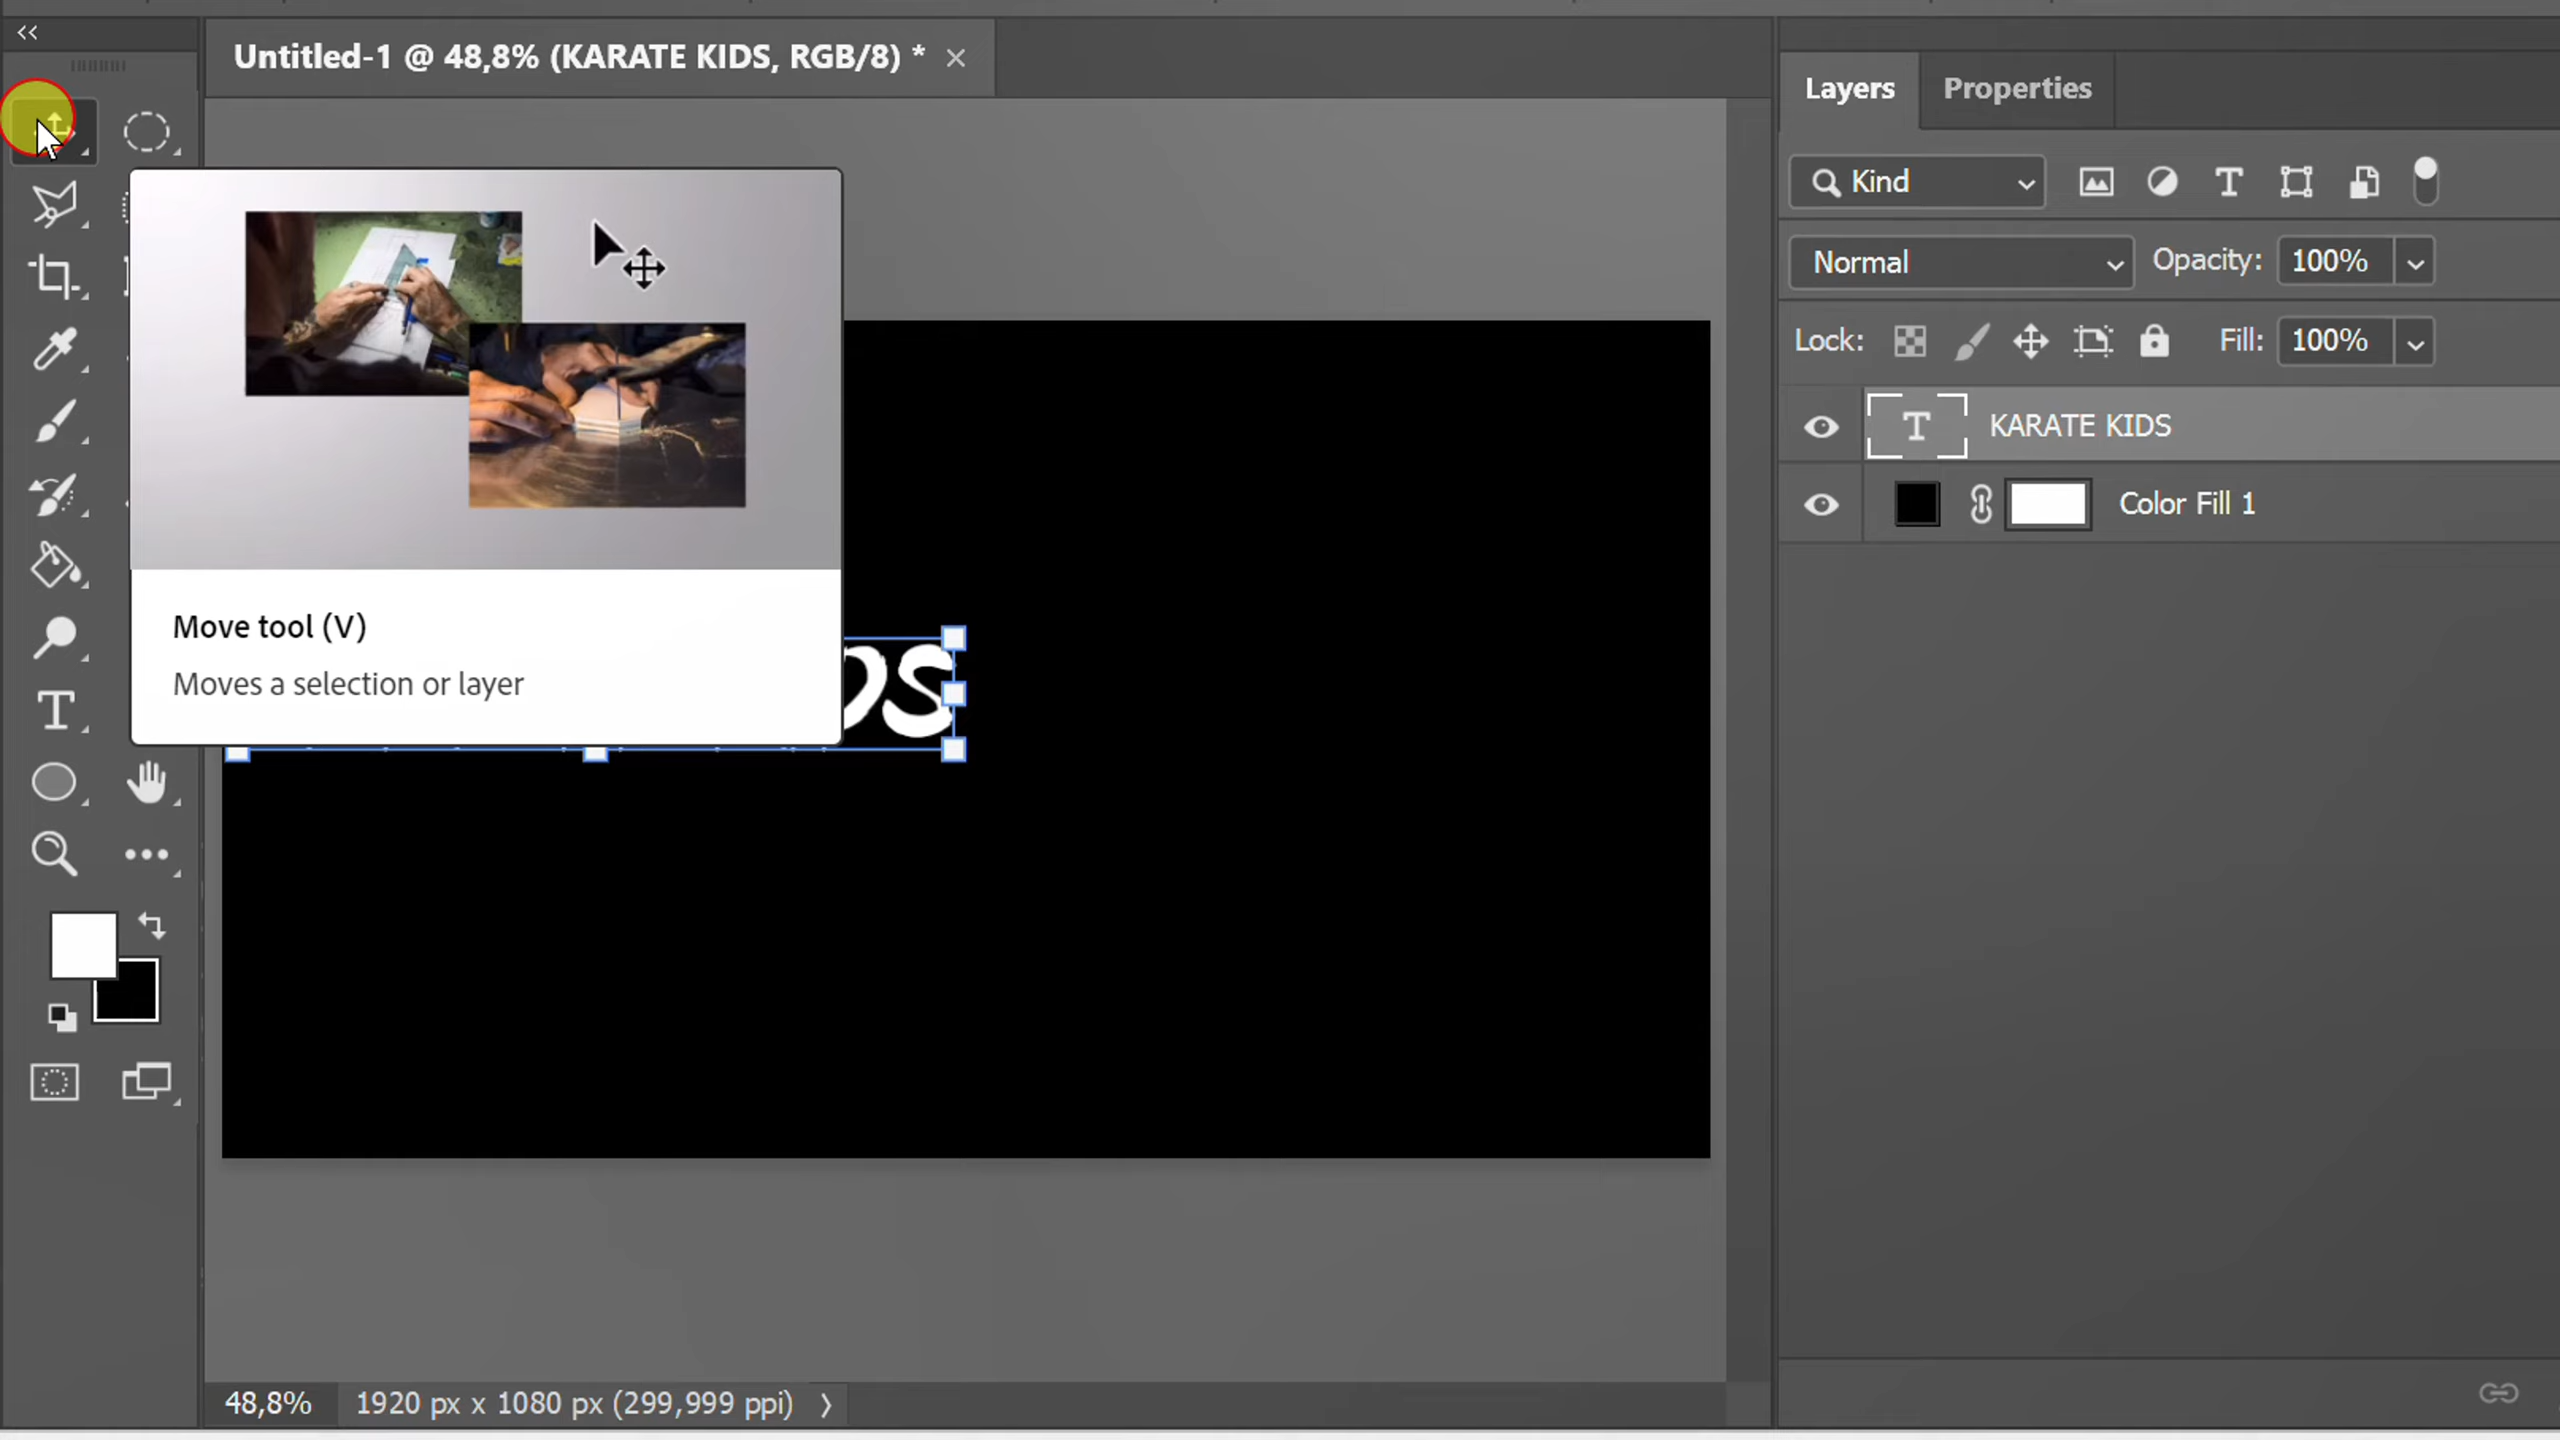 Untitled-1 @ 48,8% (KARATE KIDS, RGB/8) *
Layers
Properties
Kind
Normal
Opacity: 100%
Lock:
Fill: 100%
KARATE KIDS
Color Fill 1
Move tool (V)
Moves a selection or layer
DS
48,8%
1920 px x 1080 px (299,999 ppi)